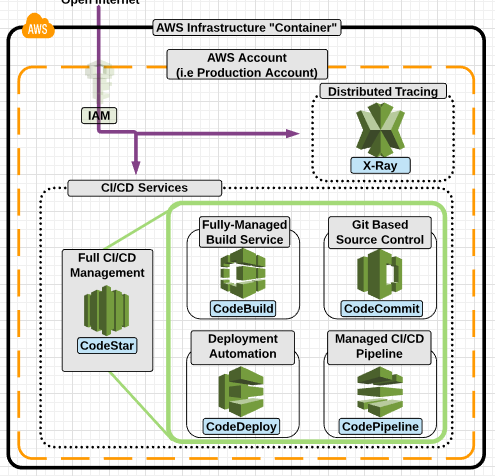 Open Internet
AWS
AWS Infrastructure "Container"
AWS Account
(i.e Production Account)
IAM
Distributed Tracing
X-Ray
CI/CD Services
Full CI/CD
Management
CodeStar
Fully-Managed
Build Service
CodeBuild
Git Based
Source Control
CodeCommit
Deployment
Automation
CodeDeploy
Managed CI/CD
Pipeline
CodePipeline